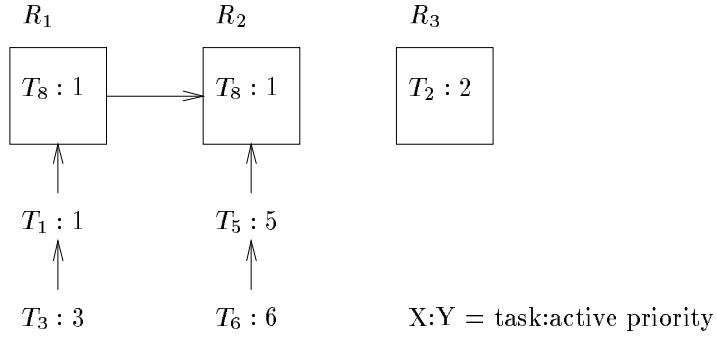 R₁ R₂ R₃
T₈ : 1 T₈ : 1 T₂ : 2
T₁ : 1 T₅ : 5
T₃ : 3 T₆ : 6 X:Y = task:active priority